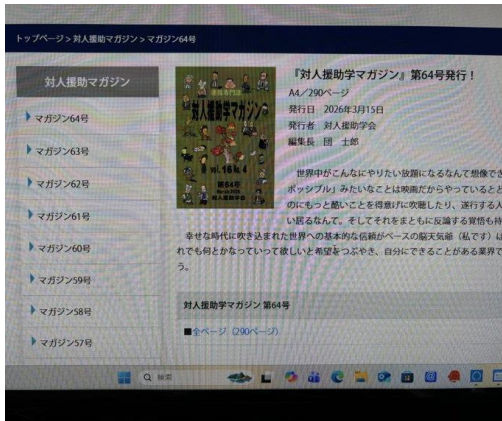 トップページ > 対人援助マガジン > マガジン64号
対人援助マガジン
マガジン64号
マガジン63号
マガジン62号
マガジン61号
マガジン60号
マガジン59号
マガジン58号
マガジン57号
対人援助学マガジン
vol.16 No.4
第64号
March 2026
対人援助学会
『対人援助学マガジン』第64号発行！
A4／290ページ
発行日 2026年3月15日
発行者 対人援助学会
編集長 団 士郎
世界中がこんなにやりたい放題になるなんて想像でき
ポッシブル」みたいなことは映画だからやっていると
のにもっと酷いことを得意げに吹聴したり、遂行する人
い居るなんて。そしてそれをまともに反論する覚悟も持
幸せな時代に吹き込まれた世界への基本的な信頼がベースの脳天気爺（私です）は
れでも何とかなっていって欲しいと希望をつぶやき、自分にできることがある業界で
う。
対人援助学マガジン 第64号
■全ページ（290ページ）
検索